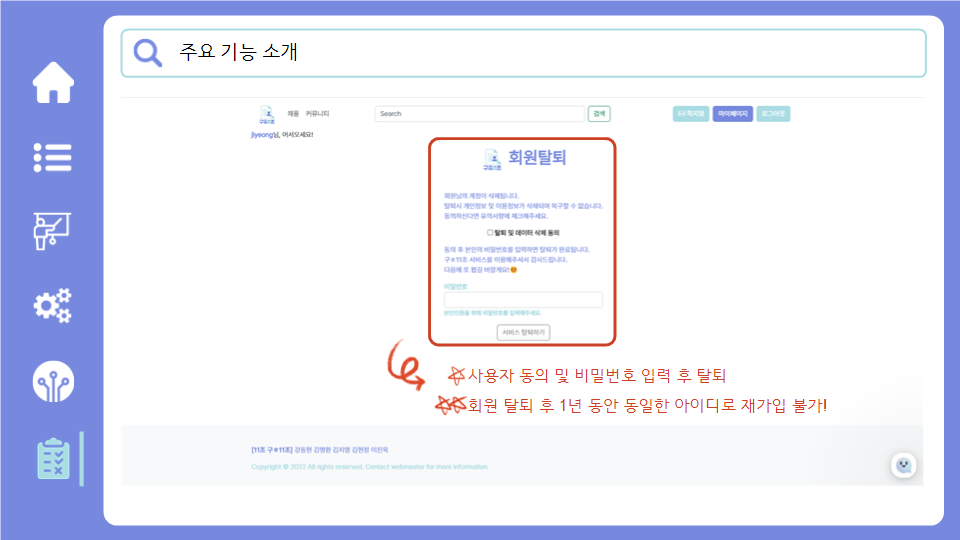 주요 기능 소개
채용 커뮤니티
Search
검색
마이페이지
로그아웃
jiyeong님, 어서오세요!
회원탈퇴
회원님의 계정이 삭제됩니다.
탈퇴시 개인정보 및 이용정보가 삭제되며 복구할 수 없습니다.
동의하신다면 유의사항에 체크해주세요.
탈퇴 및 데이터 삭제 동의
동의 후 본인의 비밀번호를 입력하면 탈퇴가 완료됩니다.
구#11조 서비스를 이용해주셔서 감사드립니다.
다음에 또 뵙길 바랄게요!
비밀번호
본인인증을 위해 비밀번호를 입력해주세요.
서비스 탈퇴하기
사용자 동의 및 비밀번호 입력 후 탈퇴
회원 탈퇴 후 1년 동안 동일한 아이디로 재가입 불가!
[11조 구#11조] 강동현 김명환 김지영 김현정 이진욱
Copyright © 2022 All rights reserved. Contact webmaster for more information.